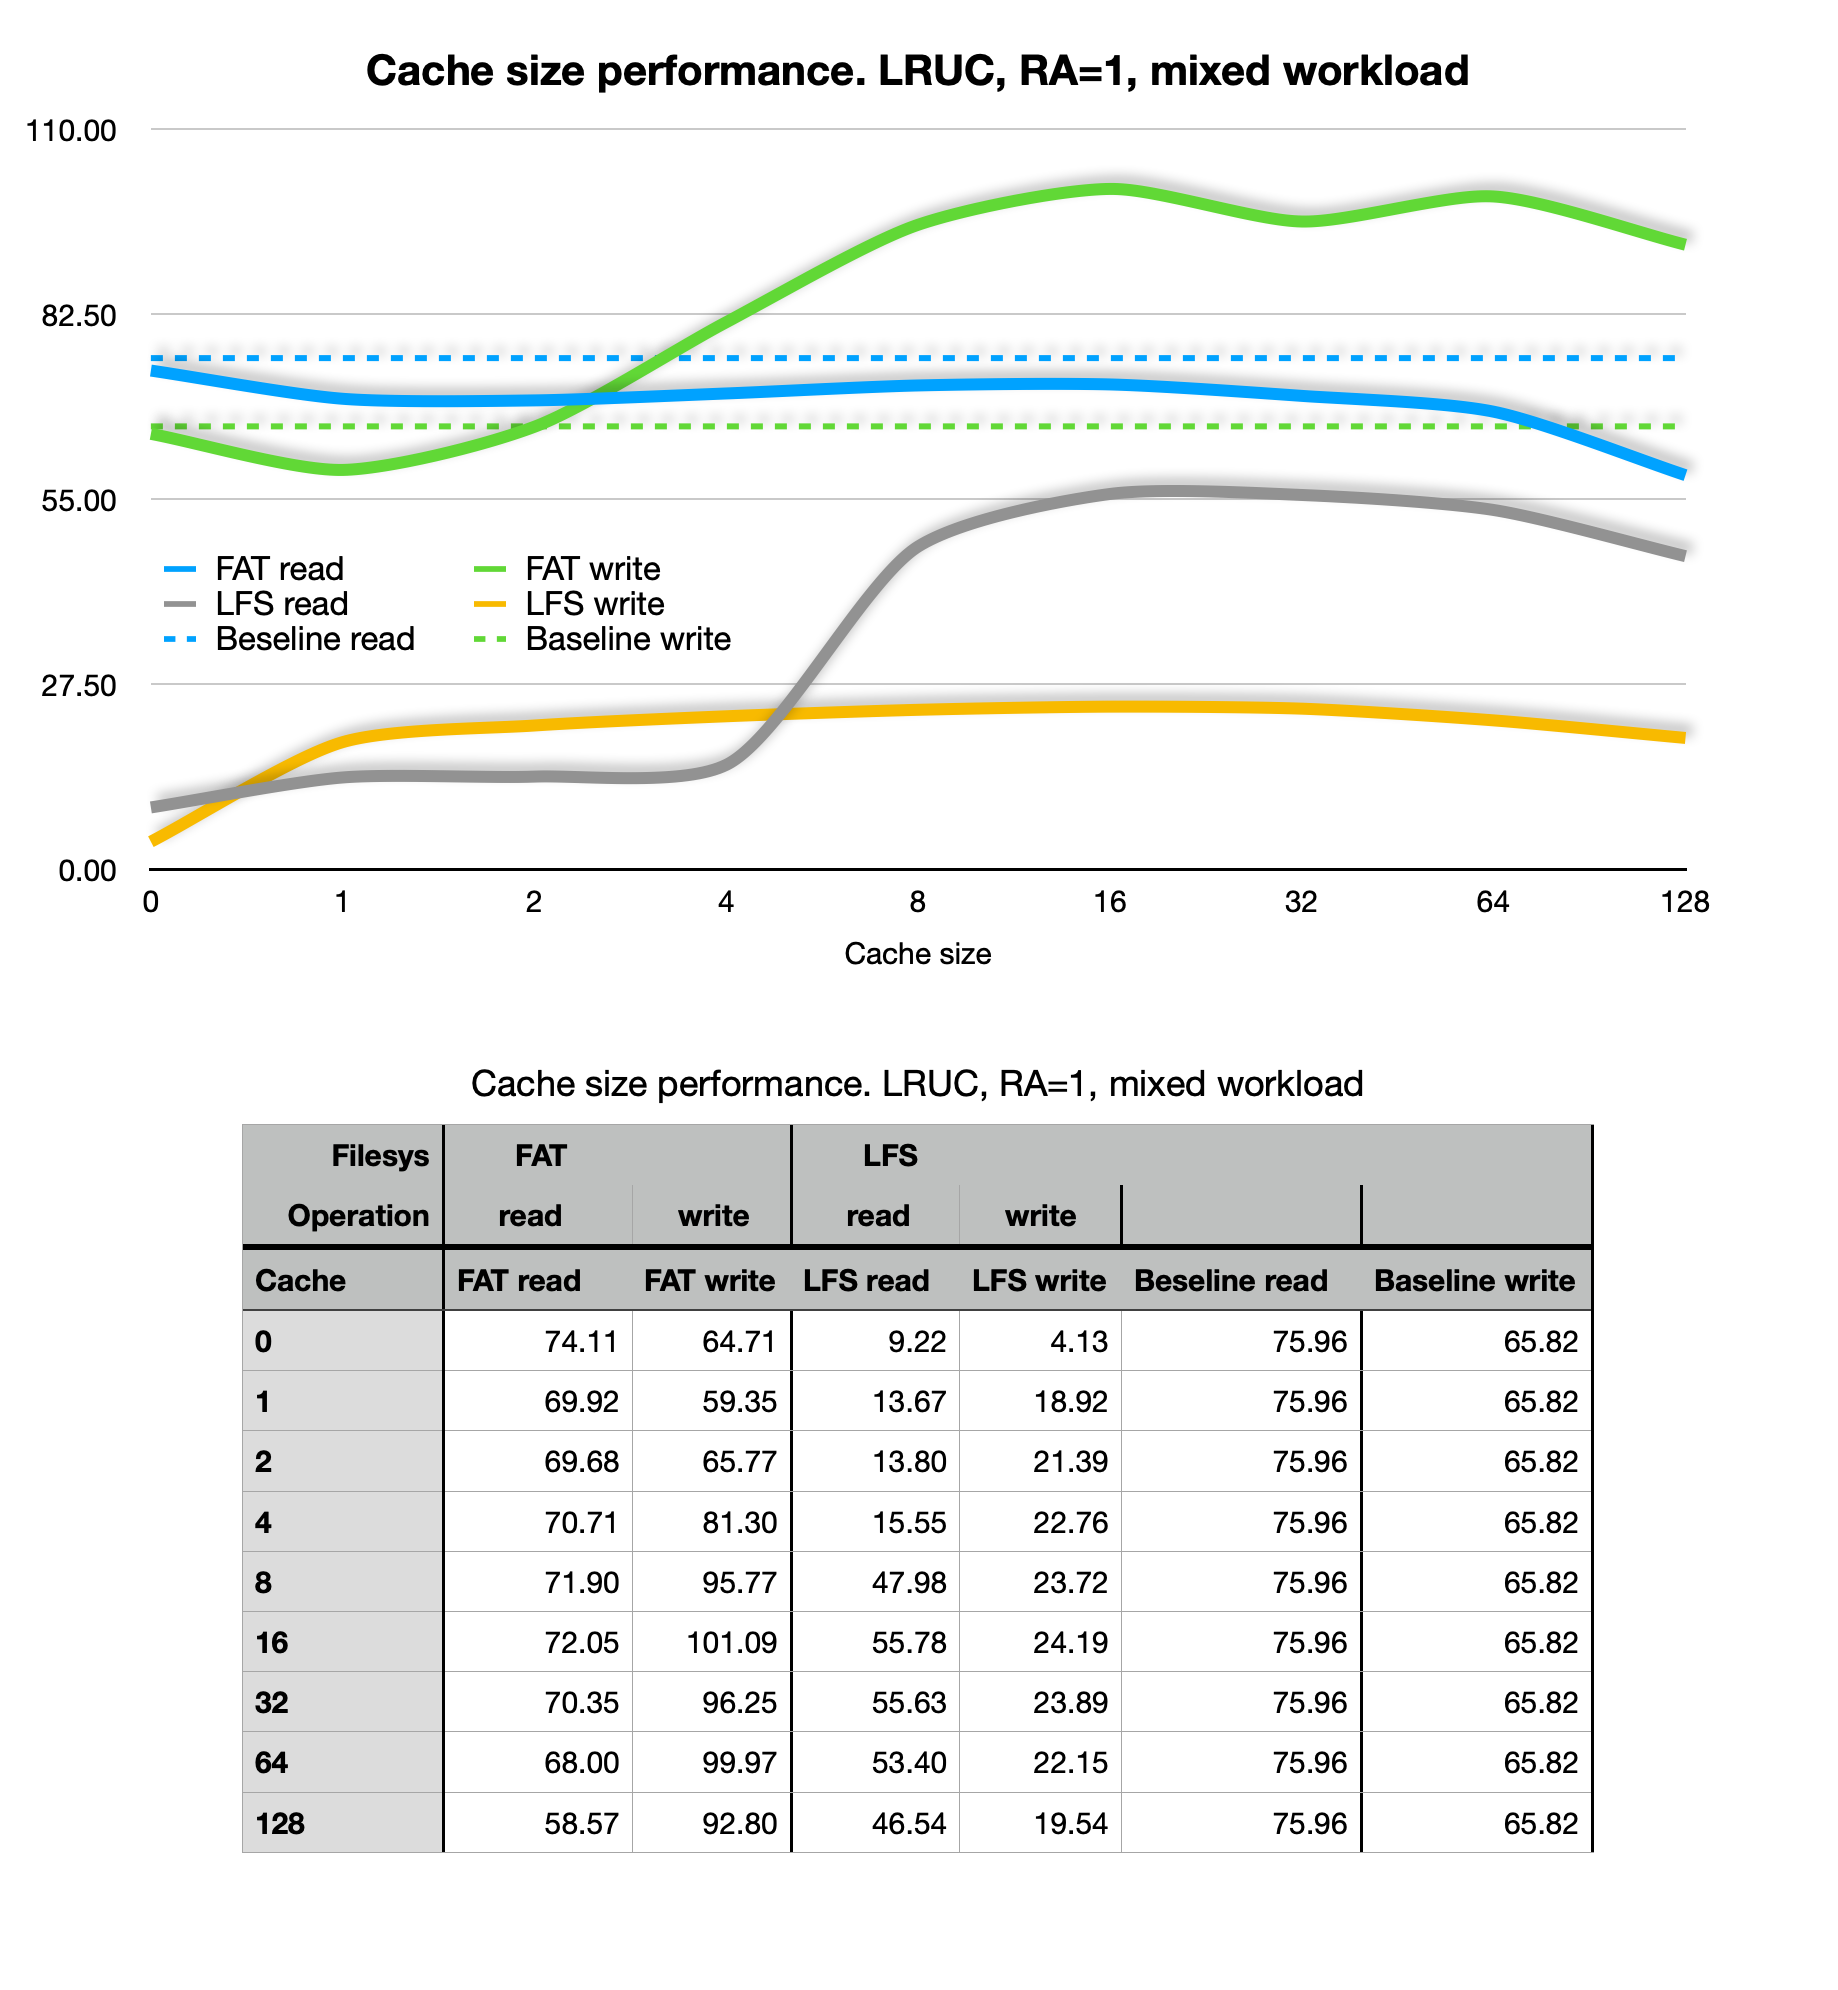 Cache size performance. LRUC, RA=1, mixed workload
110.00
82.50
55.00
FAT read FAT write
LFS read LFS write
Beseline read Baseline write
27.50
0.00
0 1 2 4 8 16 32 64 128
Cache size
Cache size performance. LRUC, RA=1, mixed workload
Filesys FAT LFS
Operation read write read write
Cache FAT read FAT write LFS read LFS write Beseline read Baseline write
0 74.11 64.71 9.22 4.13 75.96 65.82
1 69.92 59.35 13.67 18.92 75.96 65.82
2 69.68 65.77 13.80 21.39 75.96 65.82
4 70.71 81.30 15.55 22.76 75.96 65.82
8 71.90 95.77 47.98 23.72 75.96 65.82
16 72.05 101.09 55.78 24.19 75.96 65.82
32 70.35 96.25 55.63 23.89 75.96 65.82
64 68.00 99.97 53.40 22.15 75.96 65.82
128 58.57 92.80 46.54 19.54 75.96 65.82